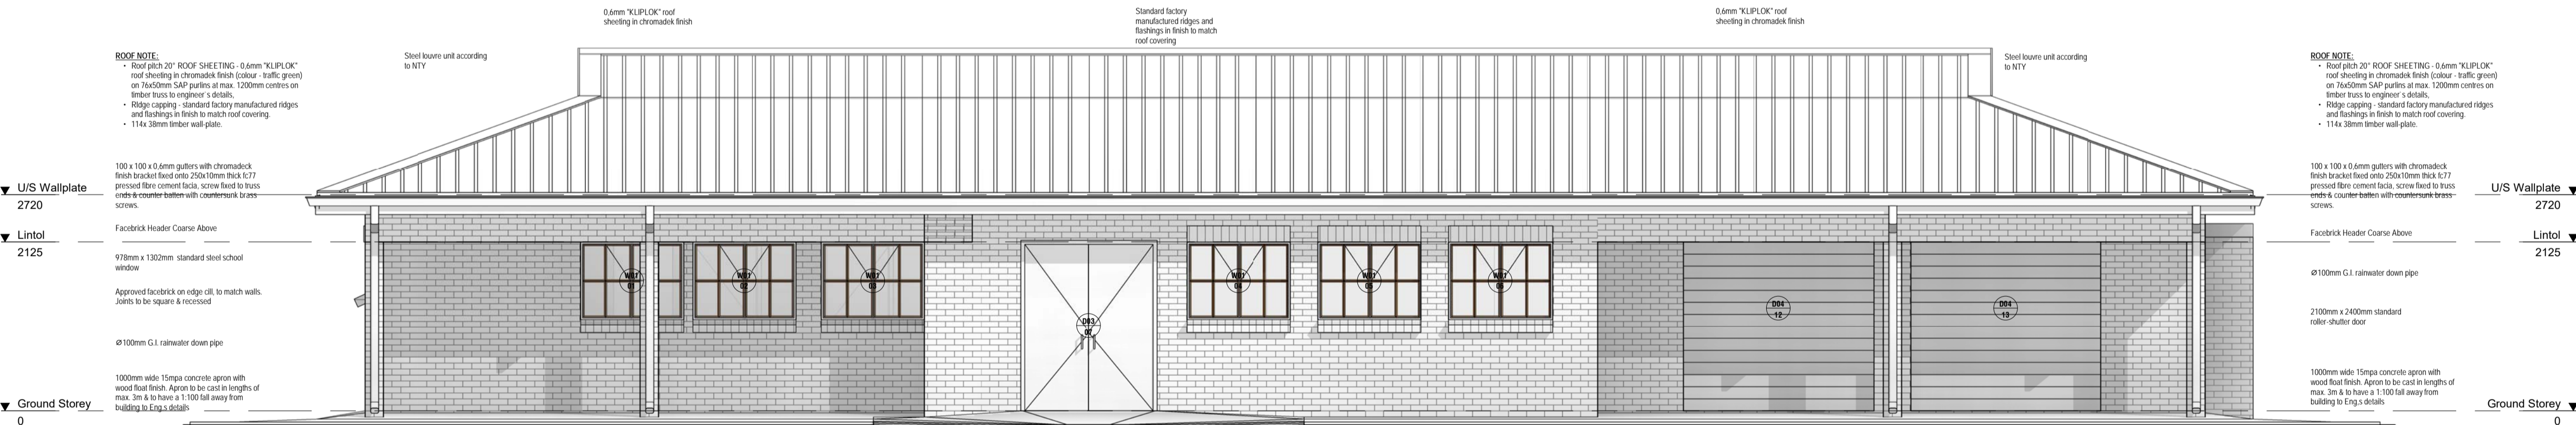 0,6mm "KLIPLOK" roof
sheeting in chromadek finish
Standard factory
manufactured ridges and
flashings in finish to match
roof covering
0,6mm "KLIPLOK" roof
sheeting in chromadek finish
ROOF NOTE:
• Roof pitch 20° ROOF SHEETING - 0,6mm "KLIPLOK"
roof sheeting in chromadek finish (colour - traffic green)
on 76x50mm SAP purlins at max. 1200mm centres on
timber truss to engineer`s details,
• RIdge capping - standard factory manufactured ridges
and flashings in finish to match roof covering.
• 114x 38mm timber wall-plate.
Steel louvre unit according
to NTY
Steel louvre unit according
to NTY
ROOF NOTE:
• Roof pitch 20° ROOF SHEETING - 0,6mm "KLIPLOK"
roof sheeting in chromadek finish (colour - traffic green)
on 76x50mm SAP purlins at max. 1200mm centres on
timber truss to engineer`s details,
• RIdge capping - standard factory manufactured ridges
and flashings in finish to match roof covering.
• 114x 38mm timber wall-plate.
100 x 100 x 0,6mm gutters with chromadeck
finish bracket fixed onto 250x10mm thick fc77
pressed fibre cement facia, screw fixed to truss
ends & counter batten with countersunk brass
screws.
U/S Wallplate
2720
Facebrick Header Coarse Above
Lintol
2125
978mm x 1302mm standard steel school
window
Approved facebrick on edge cill, to match walls.
Joints to be square & recessed
Ø100mm G.I. rainwater down pipe
1000mm wide 15mpa concrete apron with
wood float finish. Apron to be cast in lengths of
max. 3m & to have a 1:100 fall away from
building to Eng,s details
Ground Storey
0
W01
01
W01
02
W01
03
D03
07
W01
04
W01
05
W01
06
D04
12
D04
13
100 x 100 x 0,6mm gutters with chromadeck
finish bracket fixed onto 250x10mm thick fc77
pressed fibre cement facia, screw fixed to truss
ends & counter batten with countersunk brass
screws.
U/S Wallplate
2720
Facebrick Header Coarse Above
Lintol
2125
Ø100mm G.I. rainwater down pipe
2100mm x 2400mm standard
roller-shutter door
1000mm wide 15mpa concrete apron with
wood float finish. Apron to be cast in lengths of
max. 3m & to have a 1:100 fall away from
building to Eng,s details
Ground Storey
0